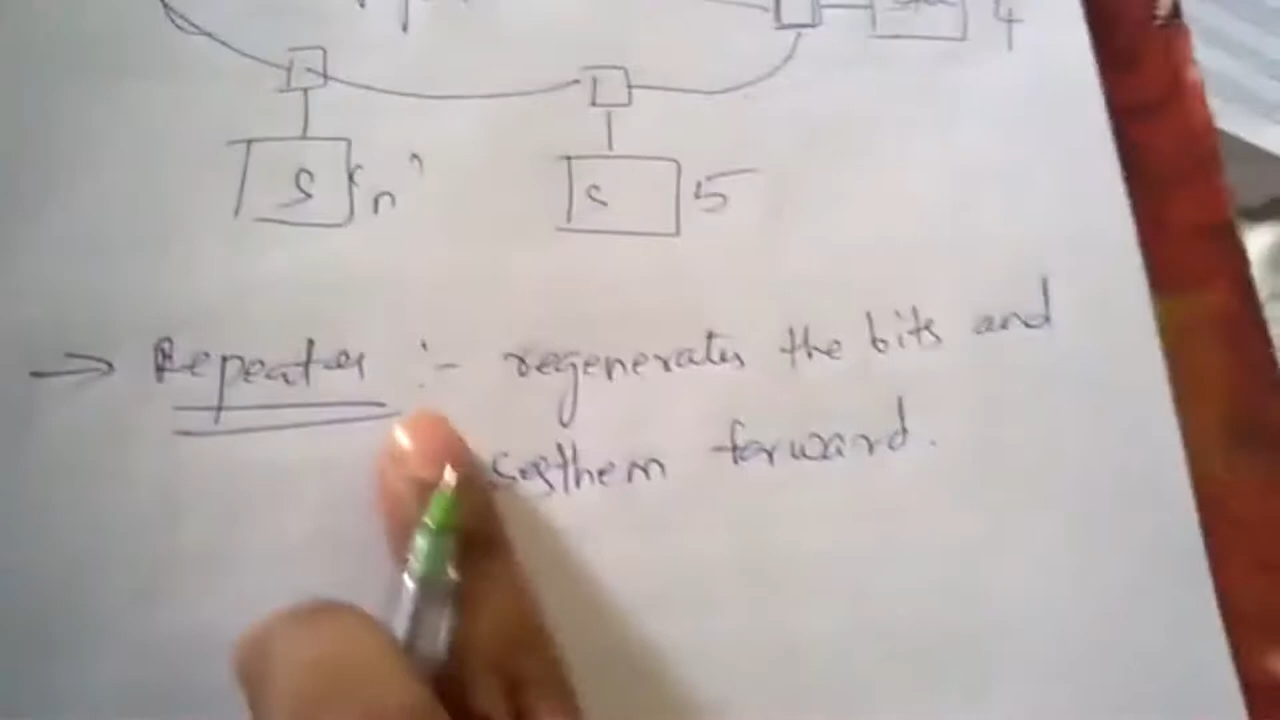 4
S 'n'
S 5
→ Repeater :- regenerates the bits and
them forward.